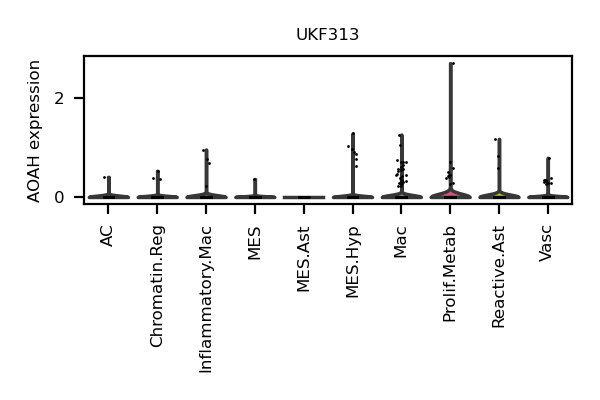 UKF313
AOAH expression
2
0
AC
Chromatin.Reg
Inflammatory.Mac
MES
MES.Ast
MES.Hyp
Mac
Prolif.Metab
Reactive.Ast
Vasc